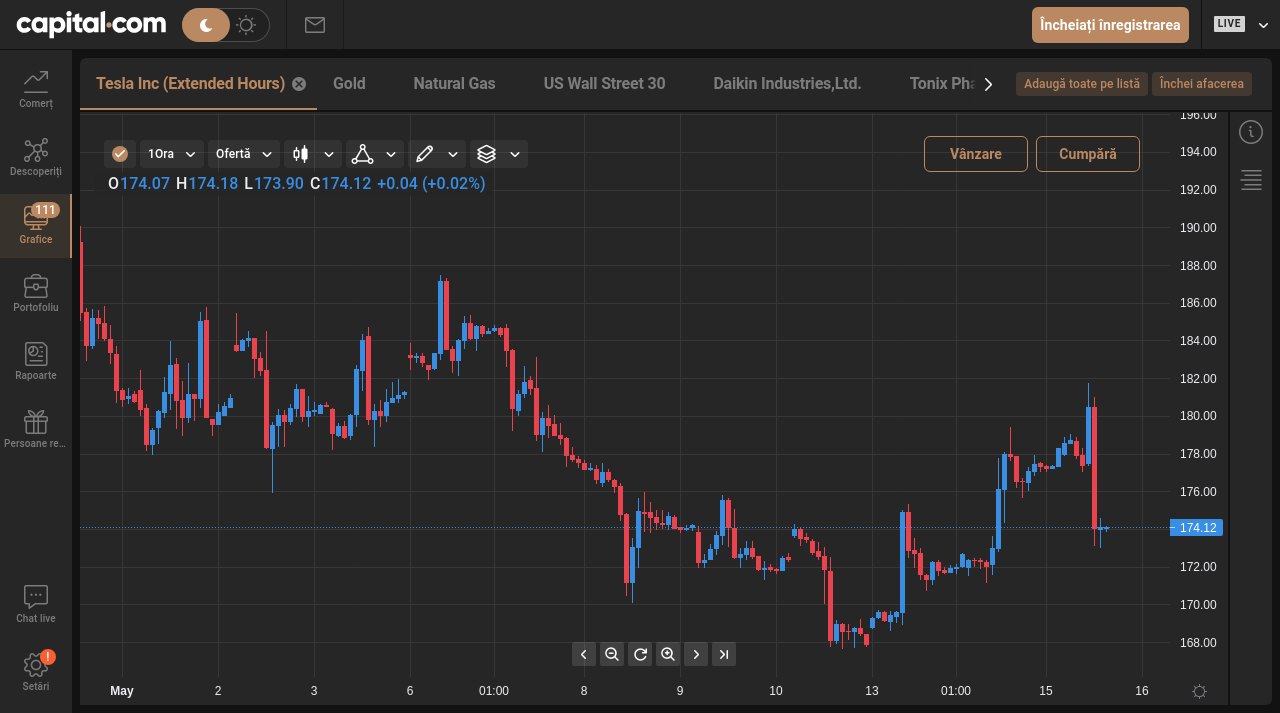 capital.com
Încheiați înregistrarea
LIVE
Comerț
Descoperiți
111
Grafice
Portofoliu
Rapoarte
Persoane re...
Chat live
!
Setări
Tesla Inc (Extended Hours) Gold Natural Gas US Wall Street 30 Daikin Industries,Ltd. Tonix Pha
Adaugă toate pe listă
Închei afacerea
1Ora
Ofertă
Vânzare
Cumpără
O174.07 H174.18 L173.90 C174.12 +0.04 (+0.02%)
196.00
194.00
192.00
190.00
188.00
186.00
184.00
182.00
180.00
178.00
176.00
174.12
172.00
170.00
168.00
May 2 3 6 01:00 8 9 10 13 01:00 15 16